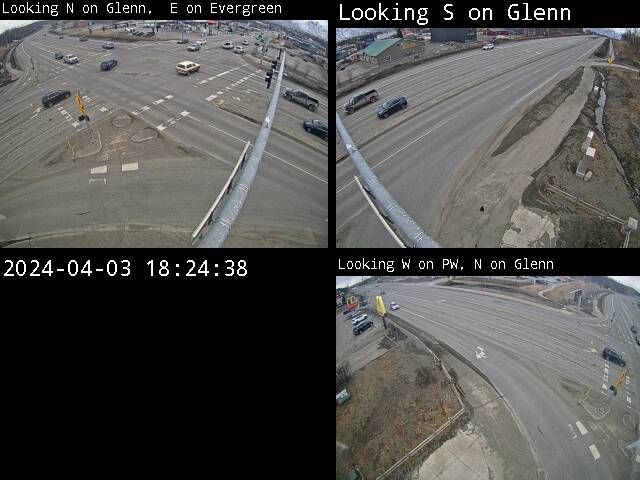 Looking N on Glenn, E on Evergreen
Looking S on Glenn
2024-04-03 18:24:38
Looking W on PW, N on Glenn